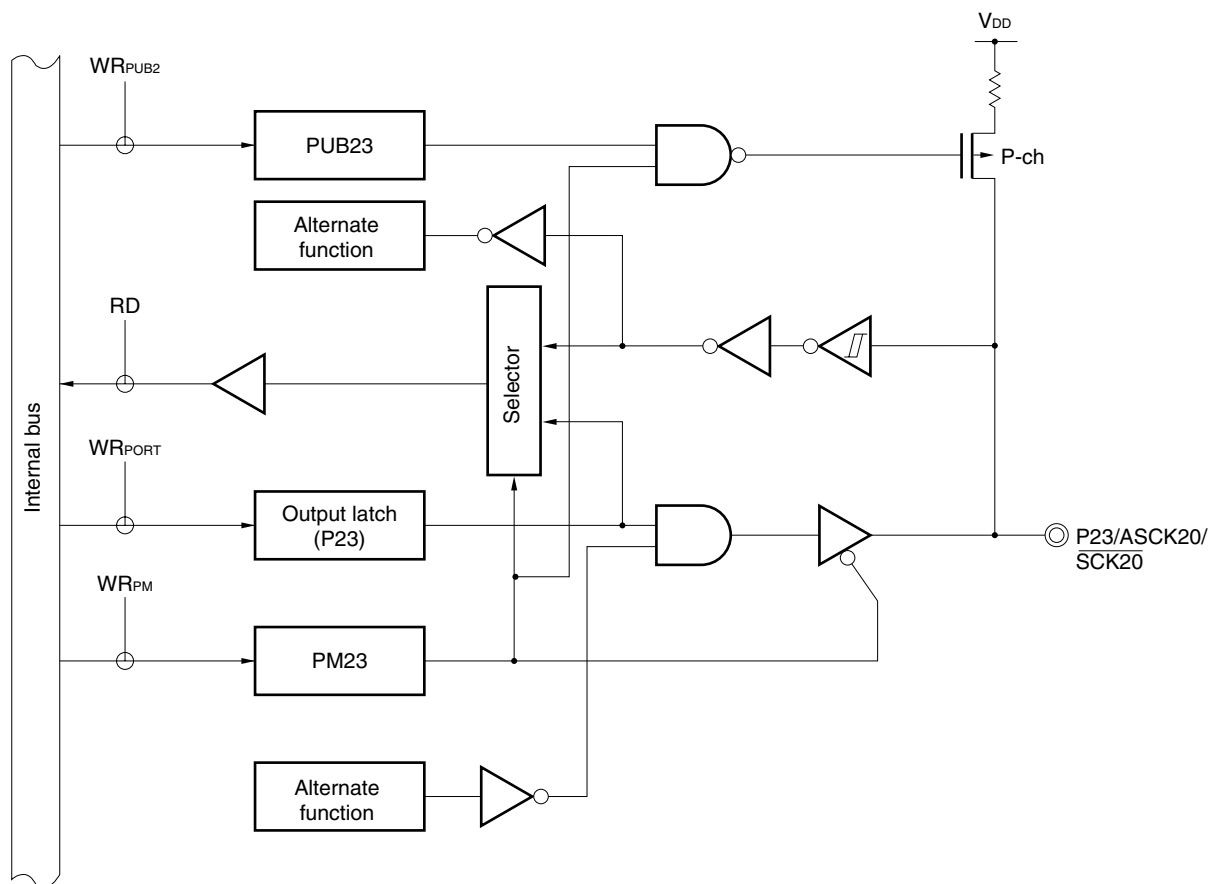 VDD
WRPUB2
PUB23
P-ch
Alternate
function
RD
Selector
Internal bus
WRPORT
Output latch
(P23)
P23/ASCK20/
SCK20
WRPM
PM23
Alternate
function